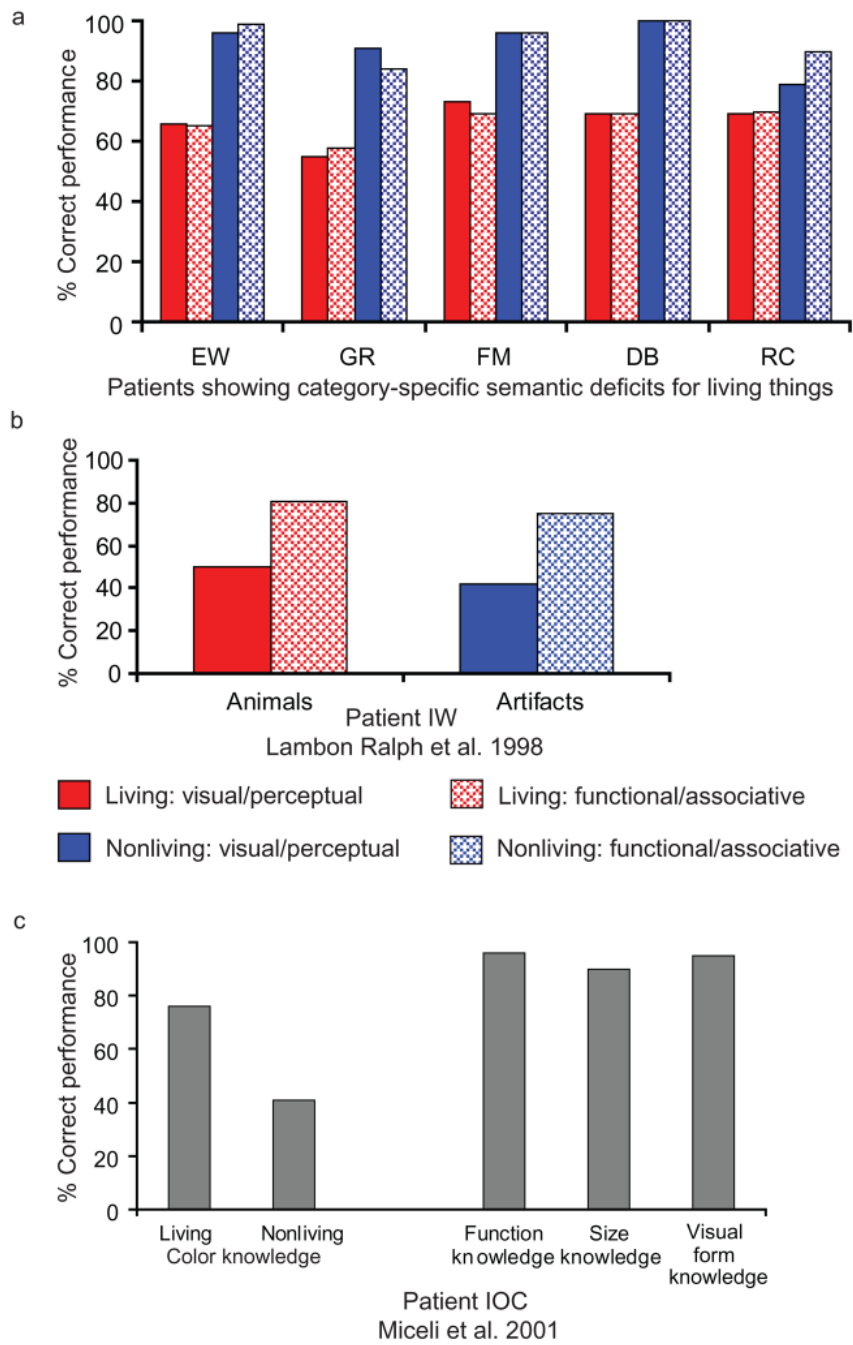 a
100
80
60
40
20
0
% Correct performance
EW GR FM DB RC
Patients showing category-specific semantic deficits for living things
b
100
80
60
40
20
0
% Correct performance
Animals Artifacts
Patient IW
Lambon Ralph et al. 1998
Living: visual/perceptual Living: functional/associative
Nonliving: visual/perceptual Nonliving: functional/associative
c
100
80
60
40
20
0
% Correct performance
Living Nonliving Function Size Visual
Color knowledge knowledge knowledge form
knowledge
Patient IOC
Miceli et al. 2001